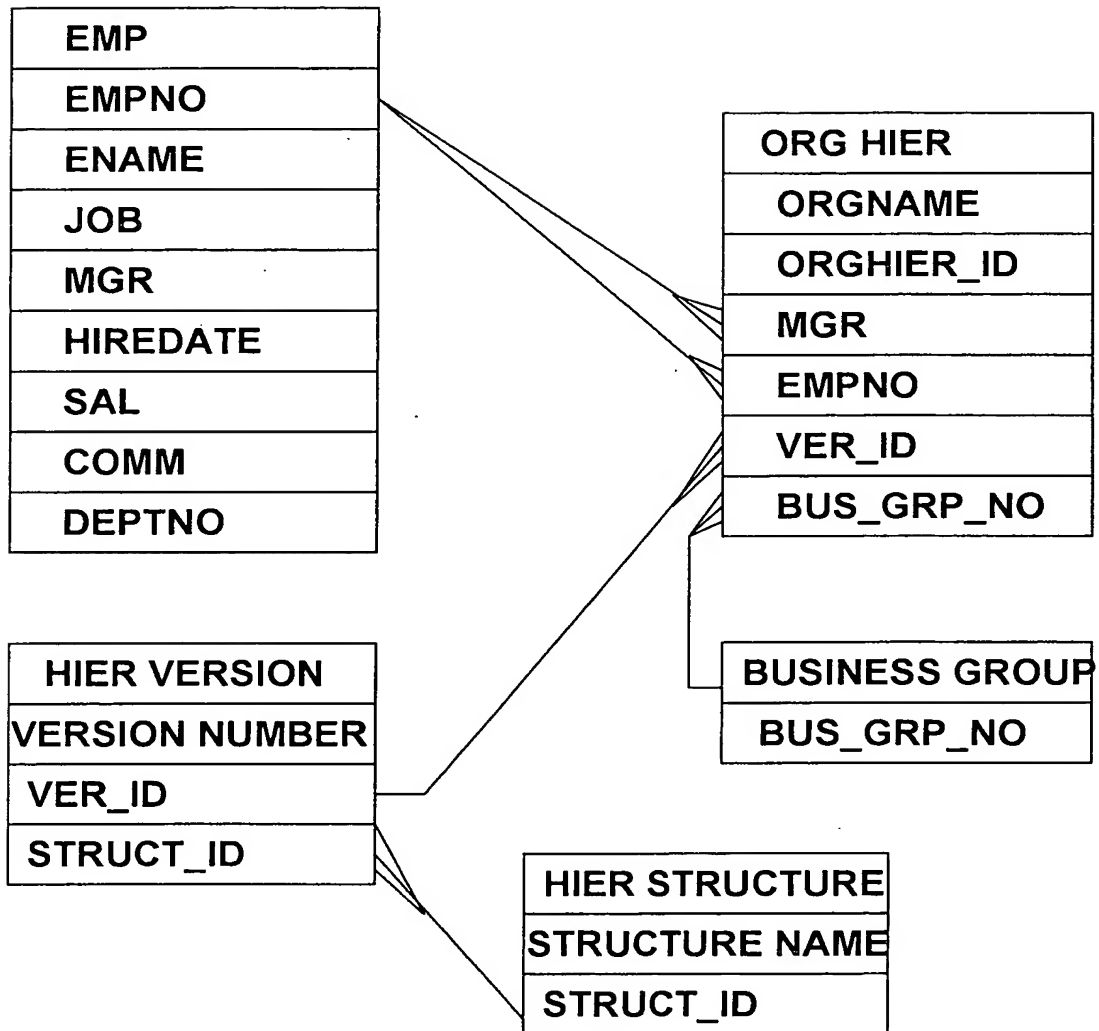 EMP
EMPNO
ENAME
JOB
MGR
HIREDATE
SAL
COMM
DEPTNO
ORG HIER
ORGNAME
ORGHIER_ID
MGR
EMPNO
VER_ID
BUS_GRP_NO
HIER VERSION
VERSION NUMBER
VER_ID
STRUCT_ID
BUSINESS GROUP
BUS_GRP_NO
HIER STRUCTURE
STRUCTURE NAME
STRUCT_ID